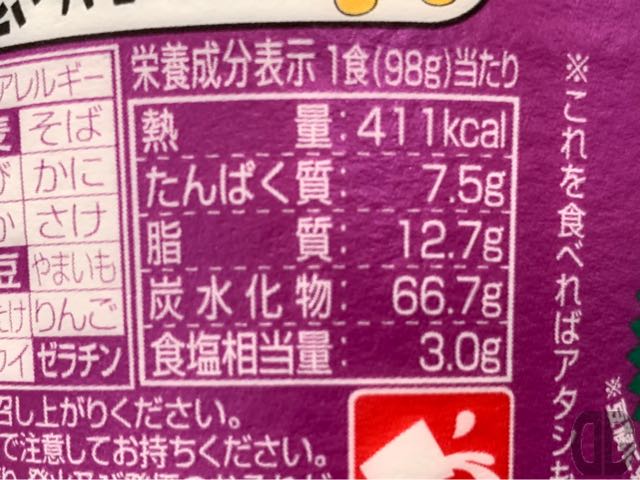 栄養成分表示 1食(98g)当たり
熱量: 411kcal
たんぱく質: 7.5g
脂質: 12.7g
炭水化物: 66.7g
食塩相当量: 3.0g
アレルギー
そば
かに
さけ
豆 やまいも
りんご
ゼラチン
召し上がりください。
で注意してお持ちください。
※これを食べればアタシも